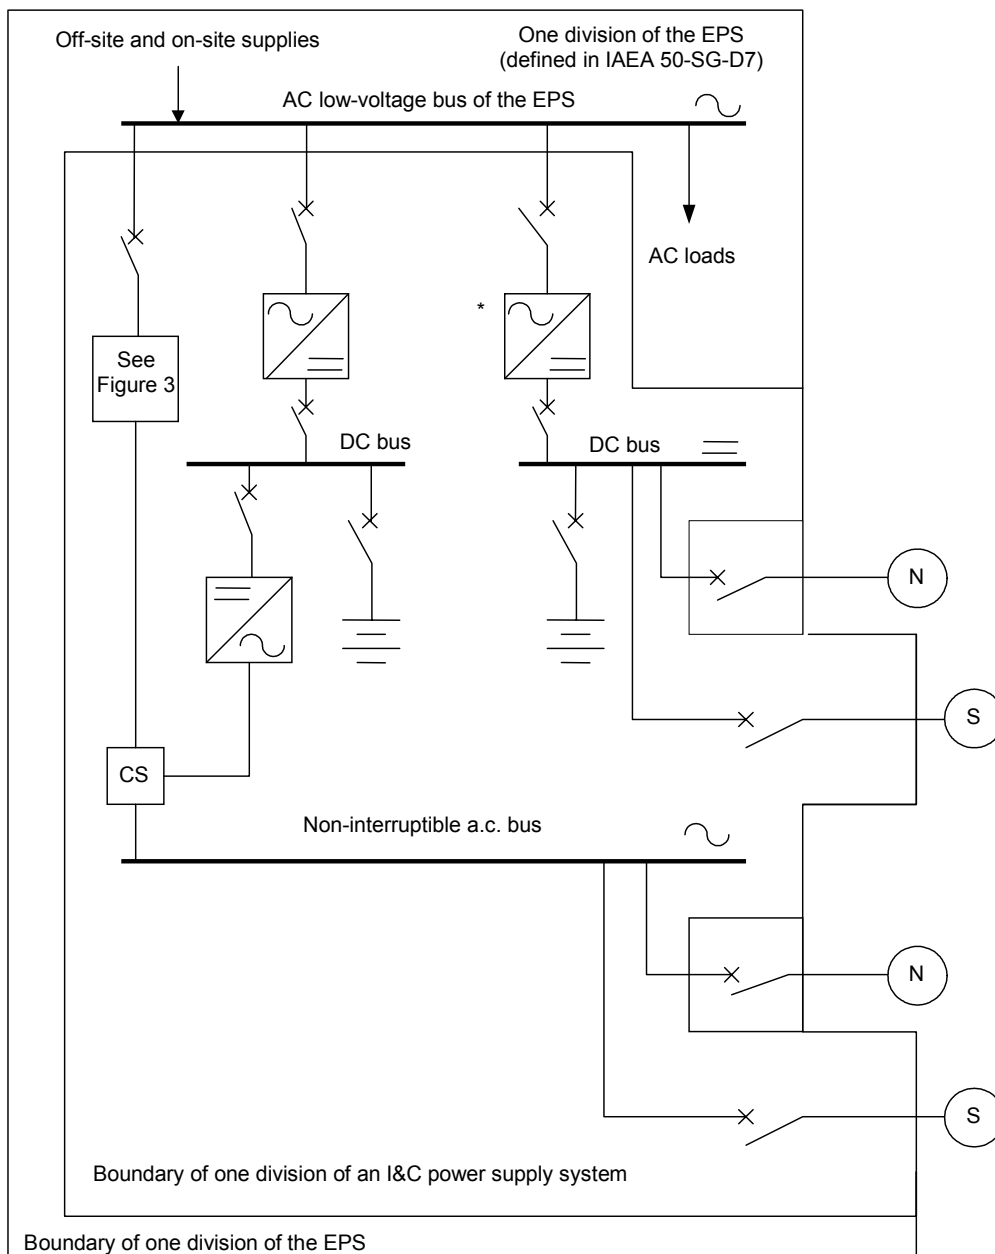 Off-site and on-site supplies
One division of the EPS
(defined in IAEA 50-SG-D7)
AC low-voltage bus of the EPS
AC loads
*
See
Figure 3
DC bus
DC bus
N
S
CS
Non-interruptible a.c. bus
N
S
Boundary of one division of an I&C power supply system
Boundary of one division of the EPS